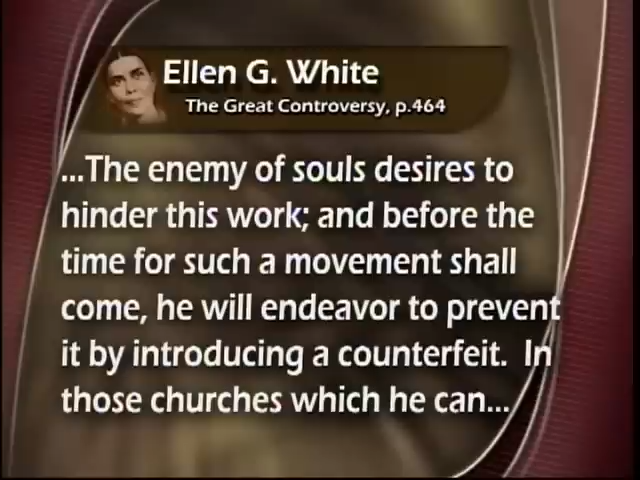 Ellen G. White
The Great Controversy, p.464
...The enemy of souls desires to
hinder this work; and before the
time for such a movement shall
come, he will endeavor to prevent
it by introducing a counterfeit. In
those churches which he can...